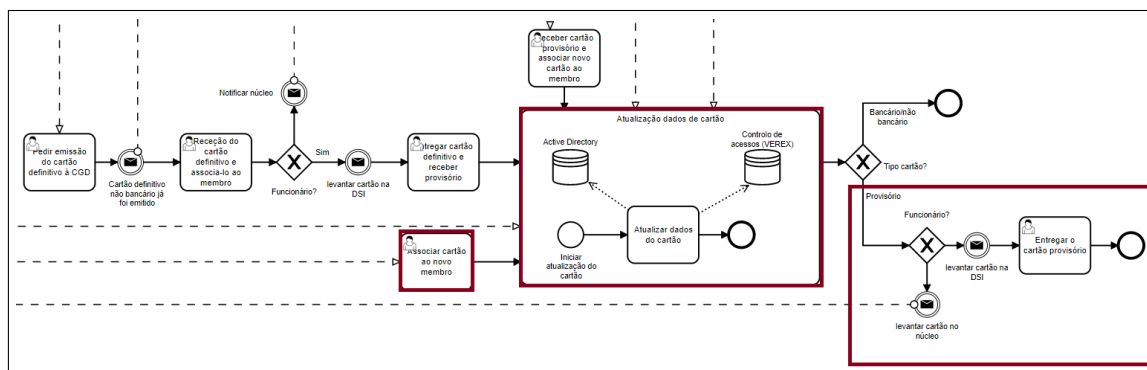 Receber cartão
provisório e
associar novo
cartão ao
membro
Notificar núcleo
Atualização dados de cartão
Bancário/não
bancário
Pedir emissão
do cartão
definitivo à CGD
Receção do
cartão
definitivo e
associa-lo ao
membro
Sim
Entregar cartão
definitivo e
receber
provisório
Active Directory
Controlo de
acessos (VEREX)
Tipo cartão?
Cartão definitivo
não bancário já
foi emitido
Funcionário?
levantar cartão na
DSI
Provisório
Funcionário?
Associar cartão
ao novo
membro
Atualizar dados
do cartão
Iniciar
atualização do
cartão
levantar cartão na
DSI
Entregar o
cartão provisório
levantar cartão no
núcleo